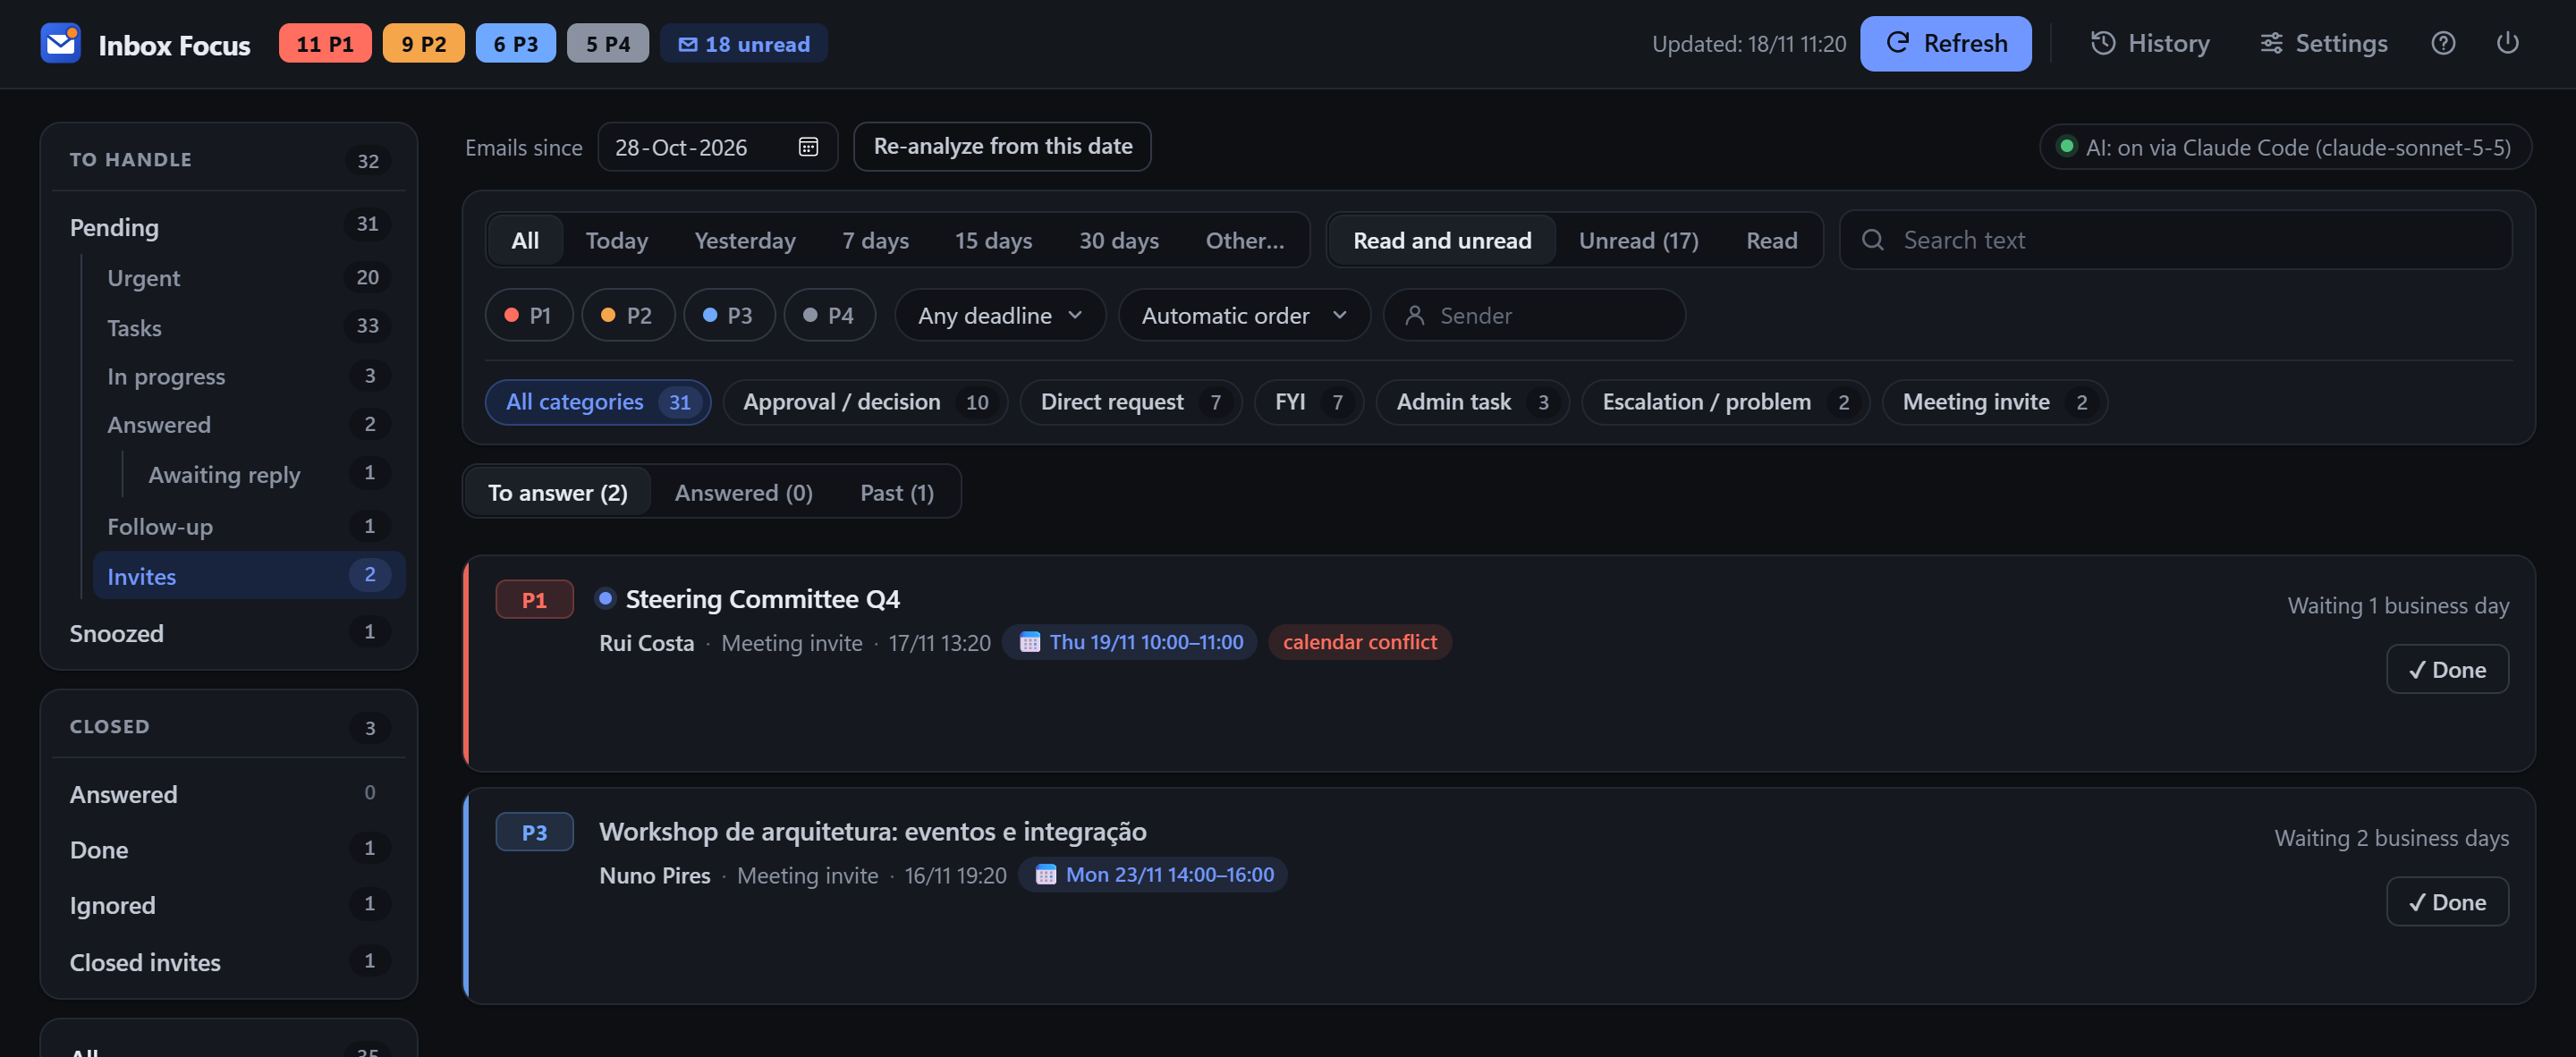 Inbox Focus 11 P1 9 P2 6 P3 5 P4 18 unread Updated: 18/11 11:20 Refresh History Settings
TO HANDLE 32
Pending 31
Urgent 20
Tasks 33
In progress 3
Answered 2
Awaiting reply 1
Follow-up 1
Invites 2
Snoozed 1
CLOSED 3
Answered 0
Done 1
Ignored 1
Closed invites 1
All 35
Emails since 28-Oct-2026 Re-analyze from this date AI: on via Claude Code (claude-sonnet-5-5)
All Today Yesterday 7 days 15 days 30 days Other... Read and unread Unread (17) Read Search text
P1 P2 P3 P4 Any deadline Automatic order Sender
All categories 31 Approval / decision 10 Direct request 7 FYI 7 Admin task 3 Escalation / problem 2 Meeting invite 2
To answer (2) Answered (0) Past (1)
P1 Steering Committee Q4 Waiting 1 business day
Rui Costa · Meeting invite · 17/11 13:20 Thu 19/11 10:00–11:00 calendar conflict
✓ Done
P3 Workshop de arquitetura: eventos e integração Waiting 2 business days
Nuno Pires · Meeting invite · 16/11 19:20 Mon 23/11 14:00–16:00
✓ Done